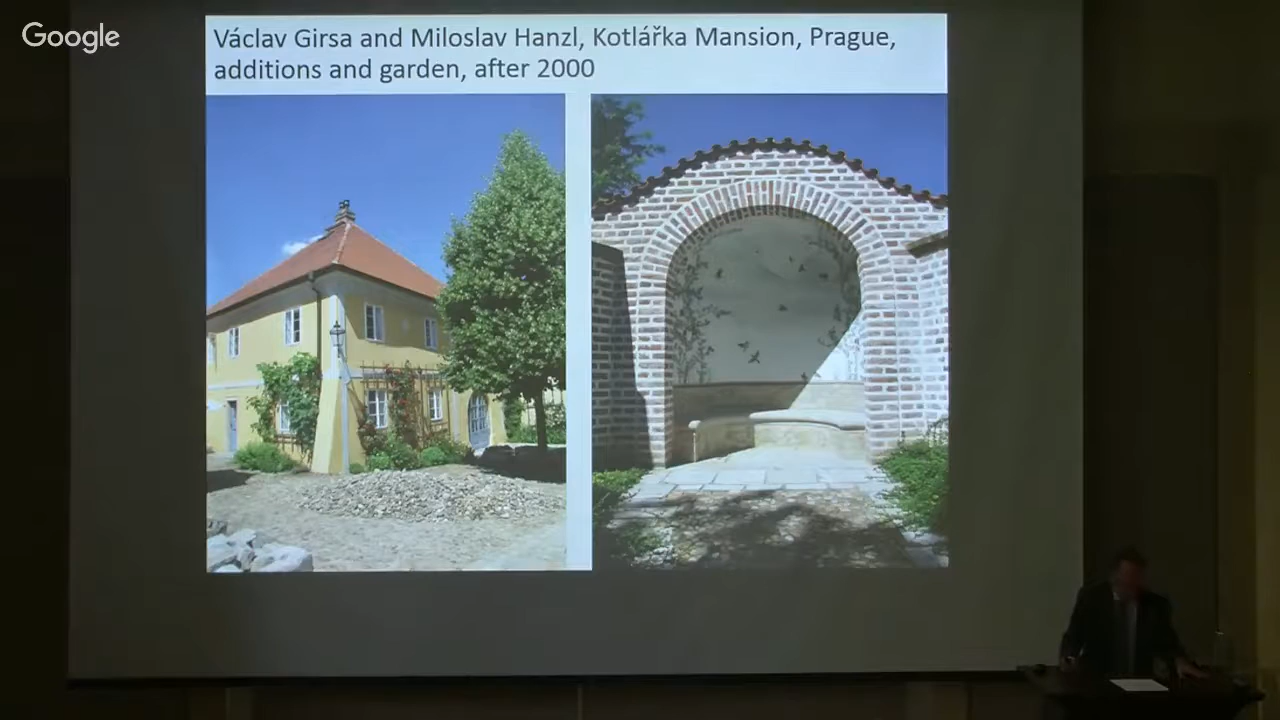 Google
Václav Girsa and Miloslav Hanzl, Kotlářka Mansion, Prague,
additions and garden, after 2000